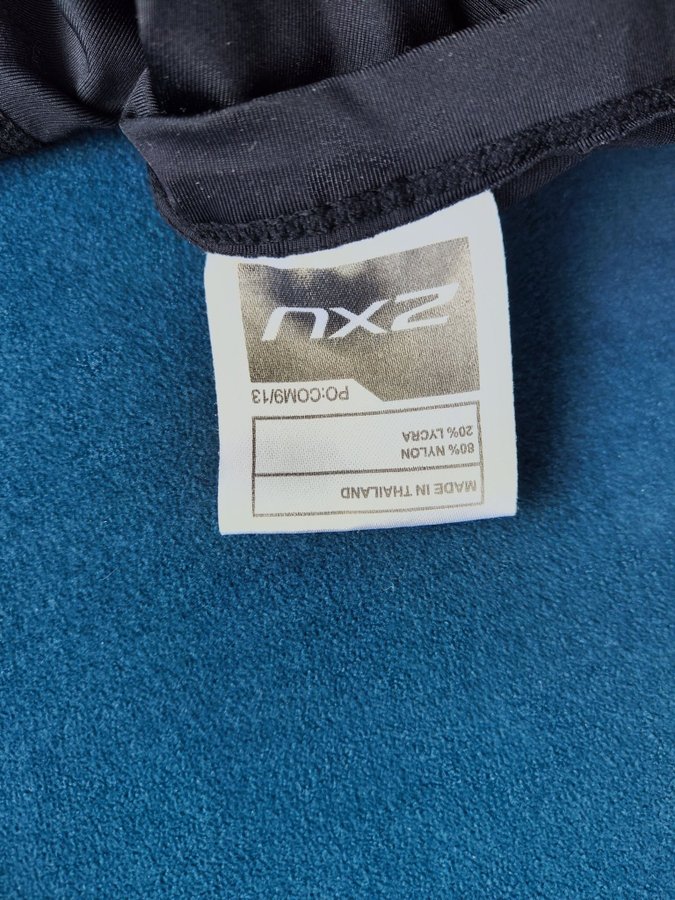 MADE IN THAILAND
80% NYLON
20% LYCRA
PO:COM9/13
2XU